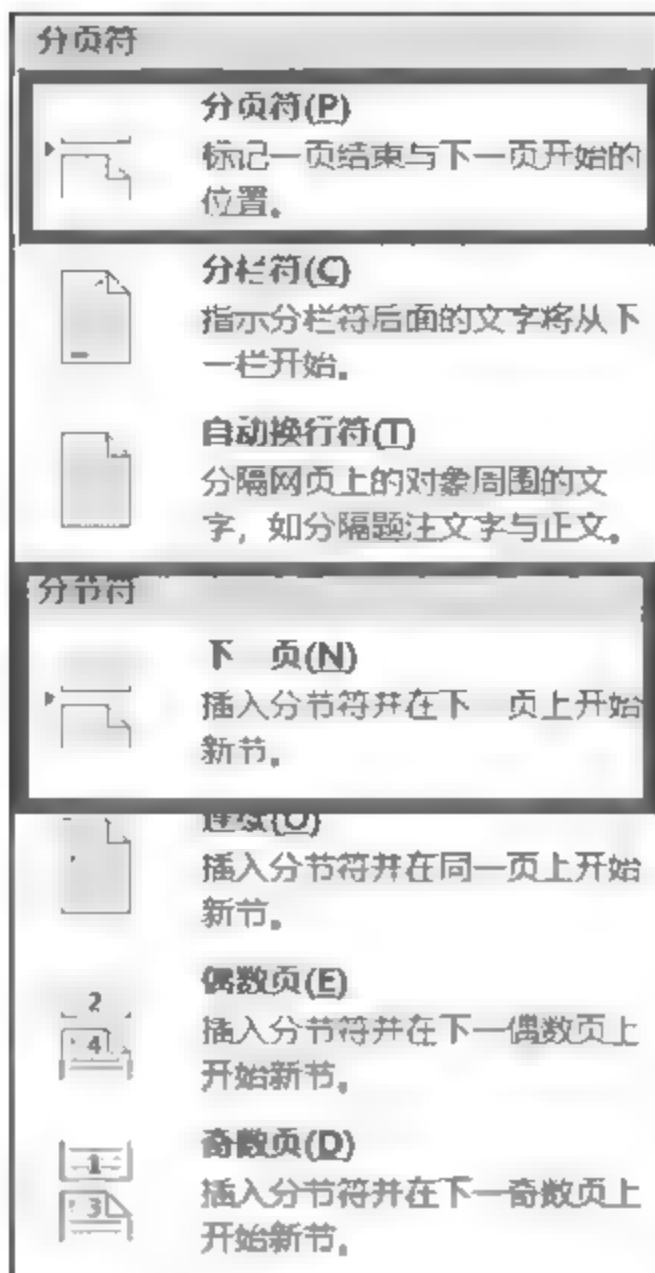 分页符
分页符(P)
标记一页结束与下一页开始的
位置。
分栏符(C)
指示分栏符后面的文字将从下
一栏开始。
自动换行符(T)
分隔网页上的对象周围的文
字，如分隔题注文字与正文。
分节符
下 页(N)
插入分节符并在下 页上开始
新节。
连续(O)
插入分节符并在同一页上开始
新节。
2
4
偶数页(E)
插入分节符并在下一偶数页上
开始新节。
1
3
奇数页(D)
插入分节符并在下一奇数页上
开始新节。